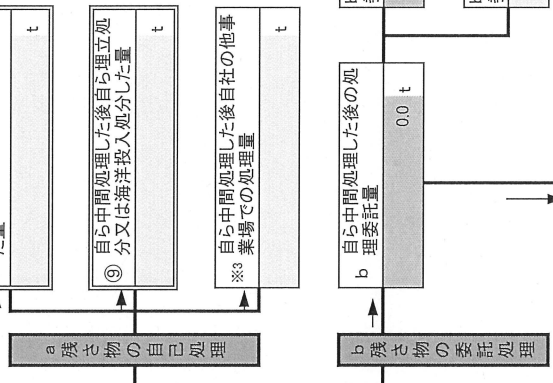 t
⑨ 自ら中間処理した後自ら埋立処
分又は海洋投入処分した量
t
※3 自ら中間処理した後自社の他事
業場での処理量
t
b 自ら中間処理した後の処
理委託量
0.0 t
a残さ物の自己処理
b残さ物の委託処理